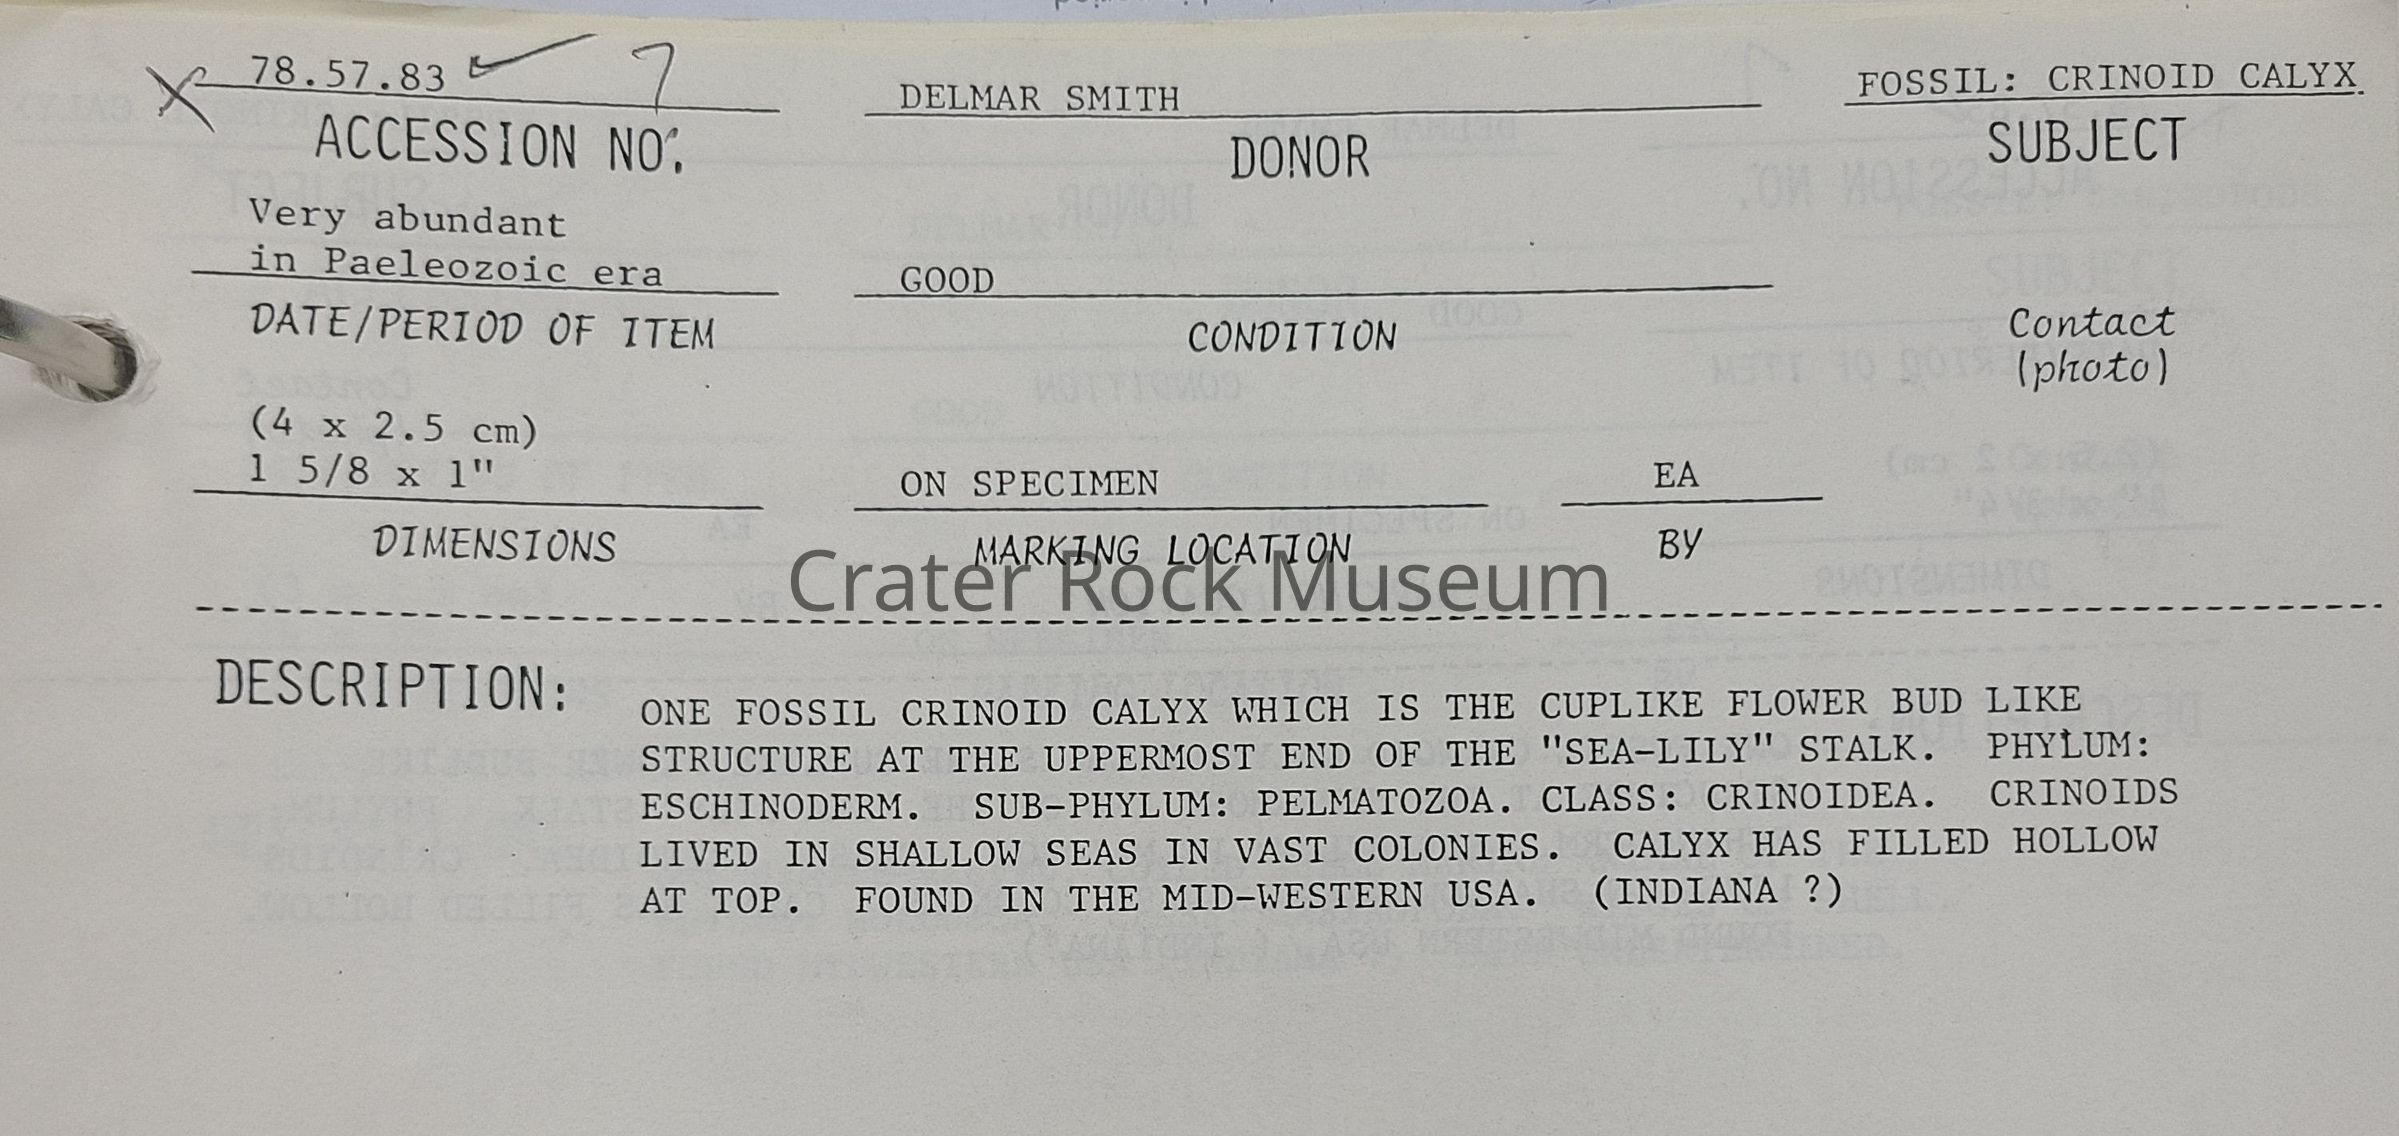 78.57.83
ACCESSION NO.
DELMAR SMITH
DONOR
FOSSIL: CRINOID CALYX.
SUBJECT
Very abundant
in Paeleozoic era
DATE/PERIOD OF ITEM
GOOD
CONDITION
Contact
(photo)
(4 x 2.5 cm)
1 5/8 x 1"
DIMENSIONS
ON SPECIMEN
MARKING LOCATION
EA
BY
Crater Rock Museum
DESCRIPTION:
ONE FOSSIL CRINOID CALYX WHICH IS THE CUPLIKE FLOWER BUD LIKE
STRUCTURE AT THE UPPERMOST END OF THE "SEA-LILY" STALK. PHYLUM:
ESCHINODERM. SUB-PHYLUM: PELMATOZOA. CLASS: CRINOIDEA. CRINOIDS
LIVED IN SHALLOW SEAS IN VAST COLONIES. CALYX HAS FILLED HOLLOW
AT TOP. FOUND IN THE MID-WESTERN USA. (INDIANA ?)